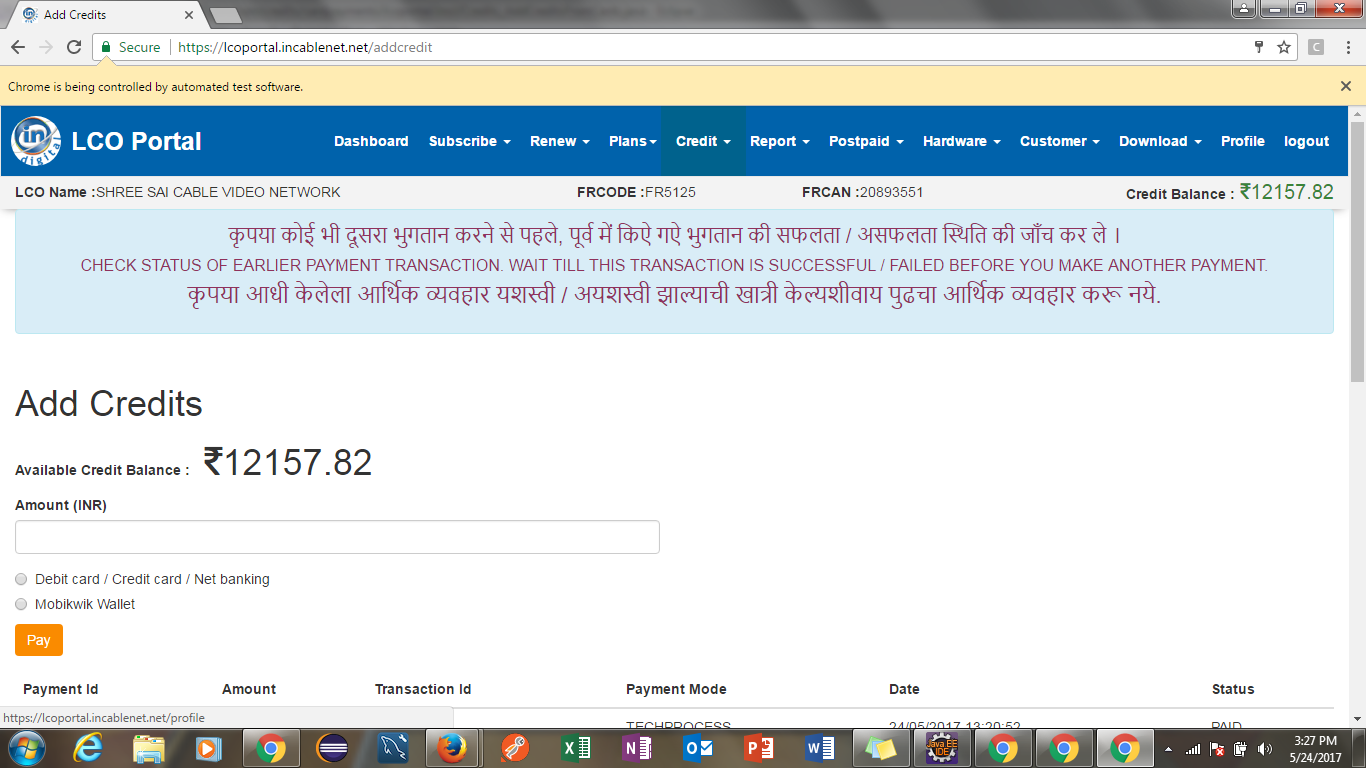 Add Credits
Secure https://lcoportal.incablenet.net/addcredit
C
Chrome is being controlled by automated test software.
in digital LCO Portal Dashboard Subscribe Renew Plans Credit Report Postpaid Hardware Customer Download Profile logout
LCO Name :SHREE SAI CABLE VIDEO NETWORK FRCODE :FR5125 FRCAN :20893551 Credit Balance : ₹12157.82
कृपया कोई भी दूसरा भुगतान करने से पहले, पूर्व में किऐ गऐ भुगतान की सफलता / असफलता स्थिति की जाँच कर ले ।
CHECK STATUS OF EARLIER PAYMENT TRANSACTION. WAIT TILL THIS TRANSACTION IS SUCCESSFUL / FAILED BEFORE YOU MAKE ANOTHER PAYMENT.
कृपया आधी केलेला आर्थिक व्यवहार यशस्वी / अयशस्वी झाल्याची खात्री केल्यशीवाय पुढचा आर्थिक व्यवहार करू नये.
Add Credits
Available Credit Balance : ₹12157.82
Amount (INR)
Debit card / Credit card / Net banking
Mobikwik Wallet
Pay
Payment Id Amount Transaction Id Payment Mode Date Status
TECHPROCESS 24/05/2017 13:20:52 PAID
https://lcoportal.incablenet.net/profile
Java EE IDE
3:27 PM
5/24/2017